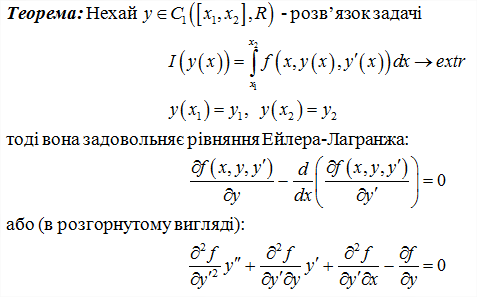 Теорема: Нехай y ∈ C₁([x₁, x₂], R) - розв’язок задачі
I(y(x)) = ∫_{x₁}^{x₂} f(x, y(x), y′(x))dx → extr
y(x₁) = y₁, y(x₂) = y₂
тоді вона задовольняє рівняння Ейлера-Лагранжа:
∂f(x, y, y′)/∂y − d/dx(∂f(x, y, y′)/∂y′) = 0
або (в розгорнутому вигляді):
∂²f/∂y′² y″ + ∂²f/∂y′∂y y′ + ∂²f/∂y′∂x − ∂f/∂y = 0